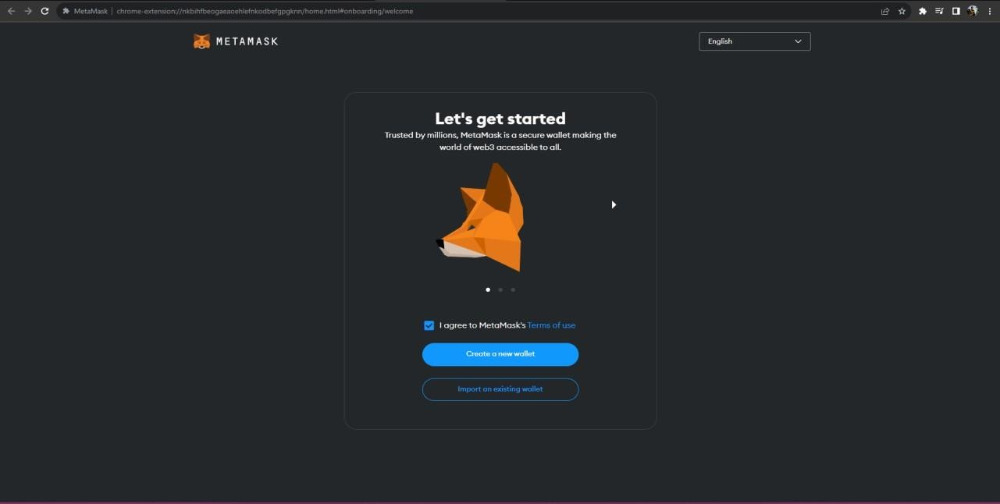 MetaMask | chrome-extension://nkbihfbeogaeaoehlefnkodbefgpgknn/home.html#onboarding/welcome
METAMASK
English
Let's get started
Trusted by millions, MetaMask is a secure wallet making the
world of web3 accessible to all.
I agree to MetaMask's Terms of use
Create a new wallet
Import an existing wallet